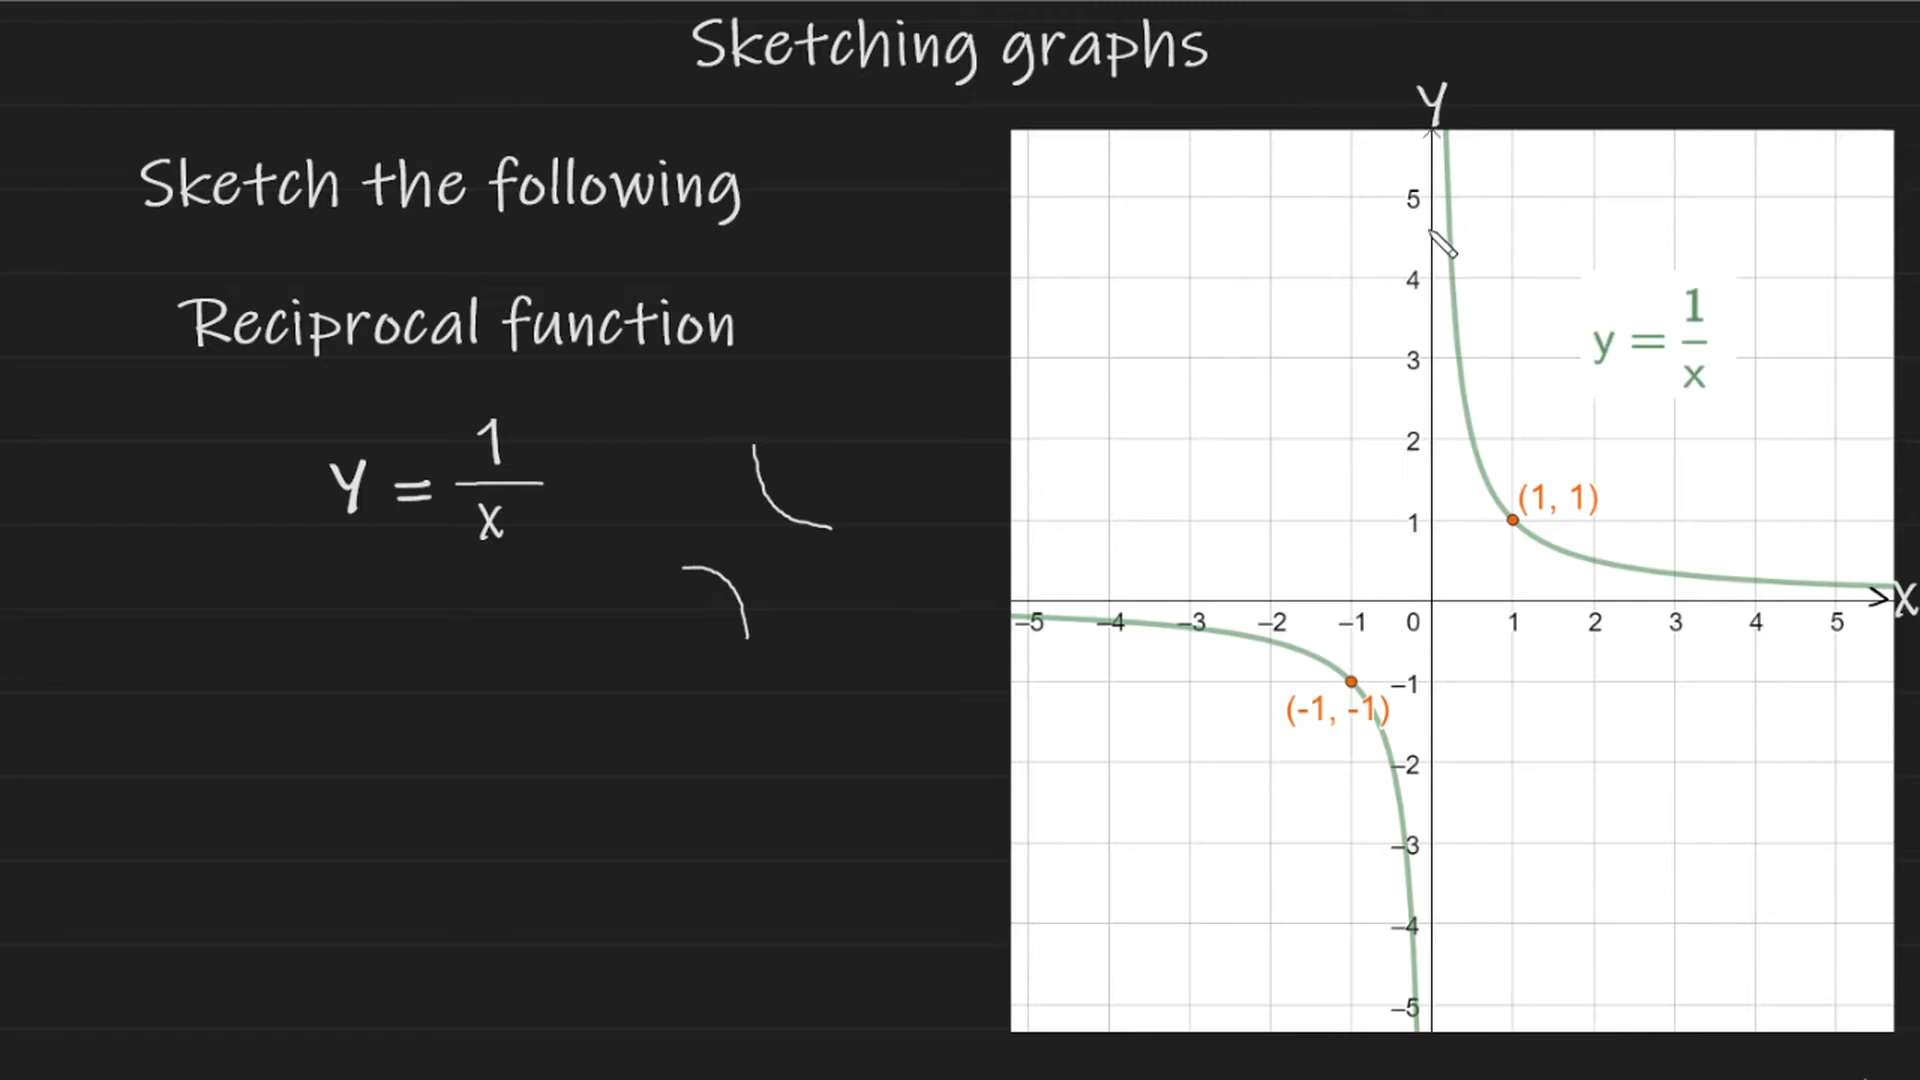 Sketching graphs
Sketch the following
Reciprocal function
y = 1/x
y
5
4
3
2
1
y = 1/x
(1, 1)
x
–5 –4 –3 –2 –1 0 1 2 3 4 5
–1
(-1, -1)
–2
–3
–4
–5